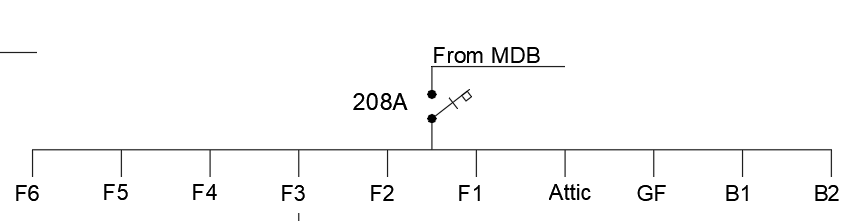 From MDB
208A
F6 F5 F4 F3 F2 F1 Attic GF B1 B2